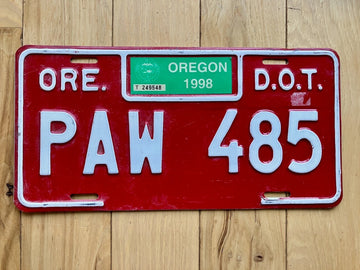 ORE. D.O.T.
OREGON
1998
T 249548
PAW 485